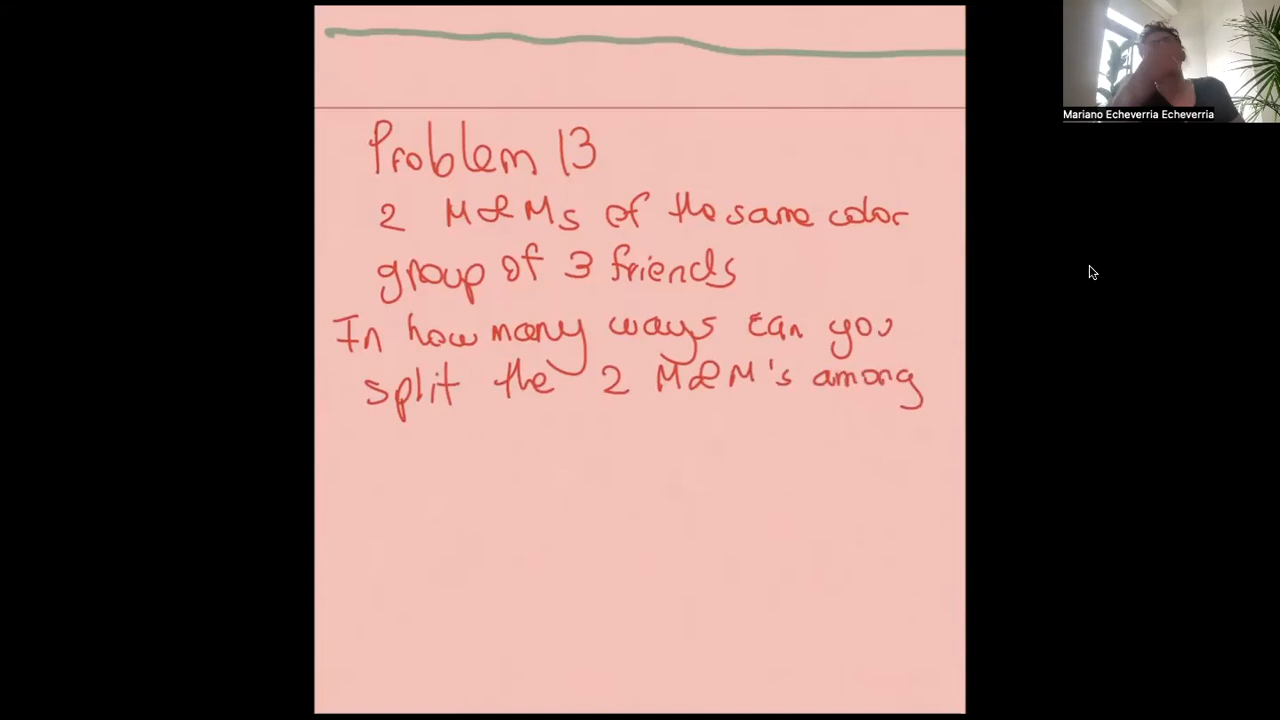 Mariano Echeverria Echeverria
Problem 13
2 M&Ms of the same color
group of 3 friends
In how many ways can you
split the 2 M&M's among